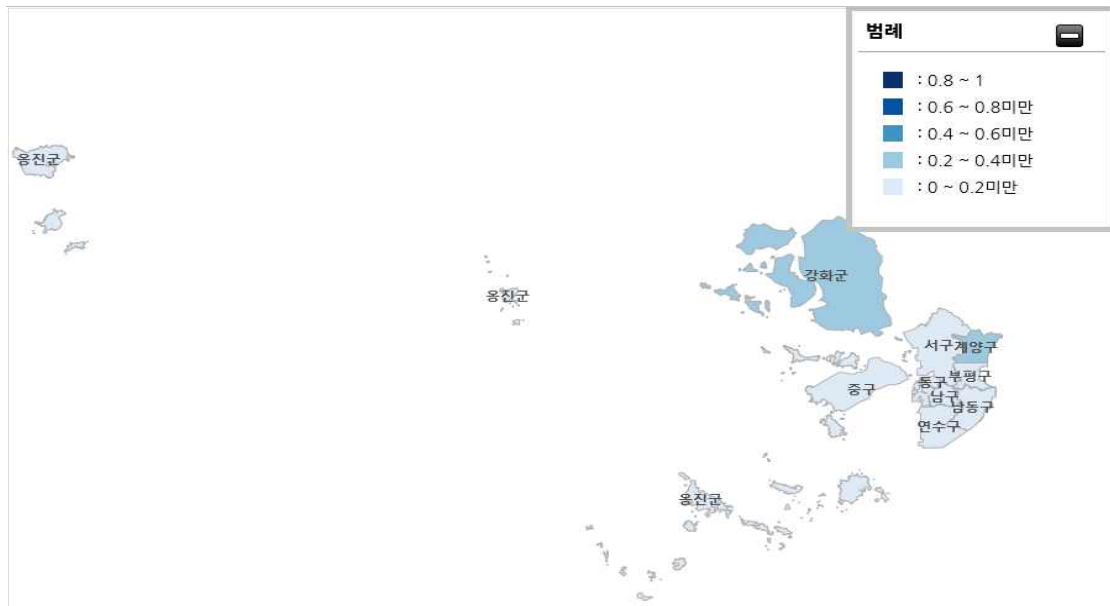 범례
: 0.8 ~ 1
: 0.6 ~ 0.8미만
: 0.4 ~ 0.6미만
: 0.2 ~ 0.4미만
: 0 ~ 0.2미만
옹진군
옹진군
강화군
서구
계양구
부평구
동구
남구
남동구
연수구
중구
옹진군